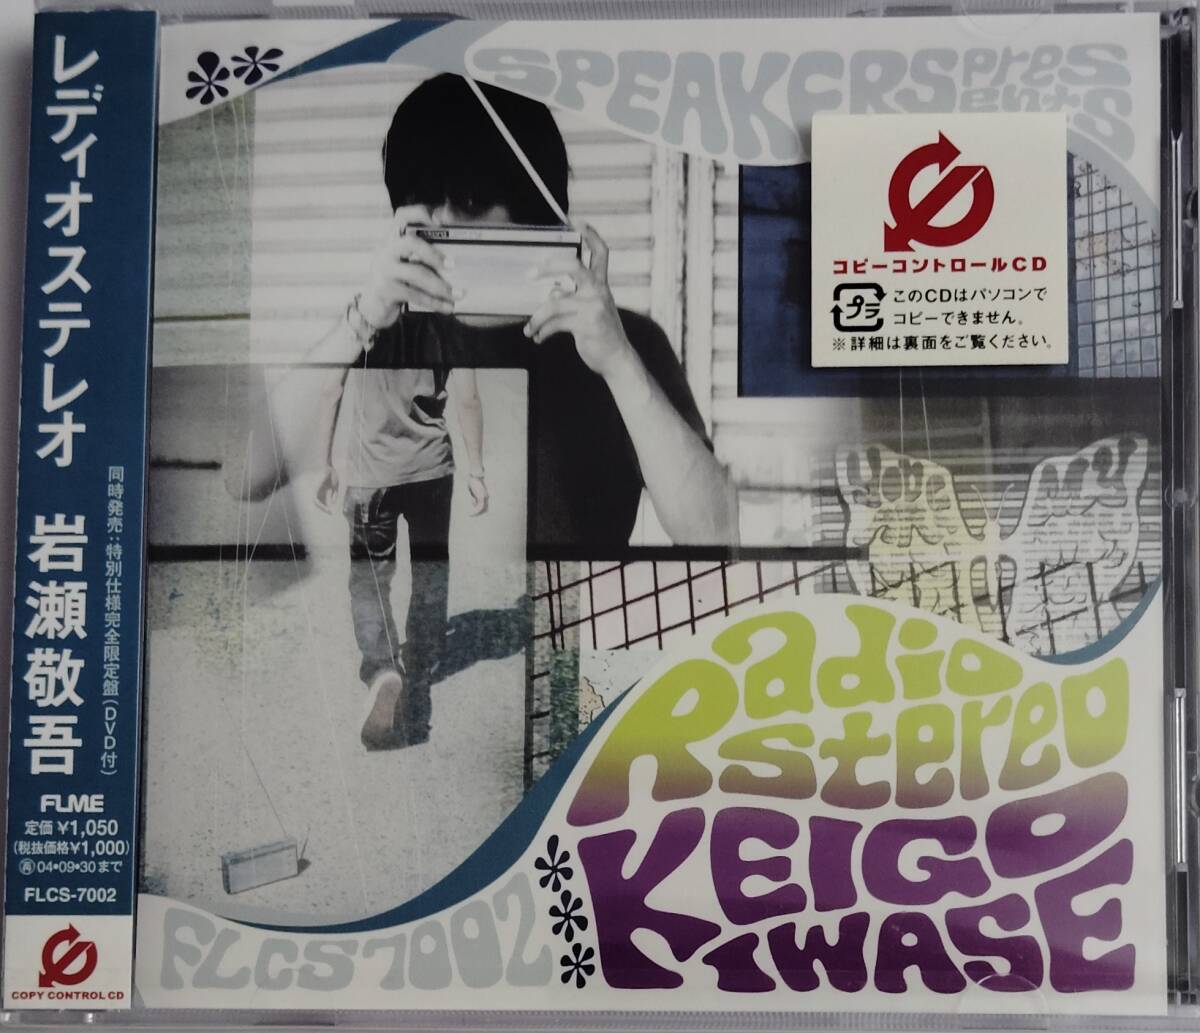 レディオステレオ 岩瀬敬吾
同時発売:特別仕様完全限定盤(DVD付)
FLME
定価¥1,050
(税抜価格¥1,000)
再04•09•30まで
FLCS-7002
COPY CONTROL CD
SPEAKERS presents
コピーコントロールCD
プラ
このCDはパソコンで
コピーできません。
※詳細は裏面をご覧ください。
Radio
stereo
KEIGO
IWASE
FLCS7002